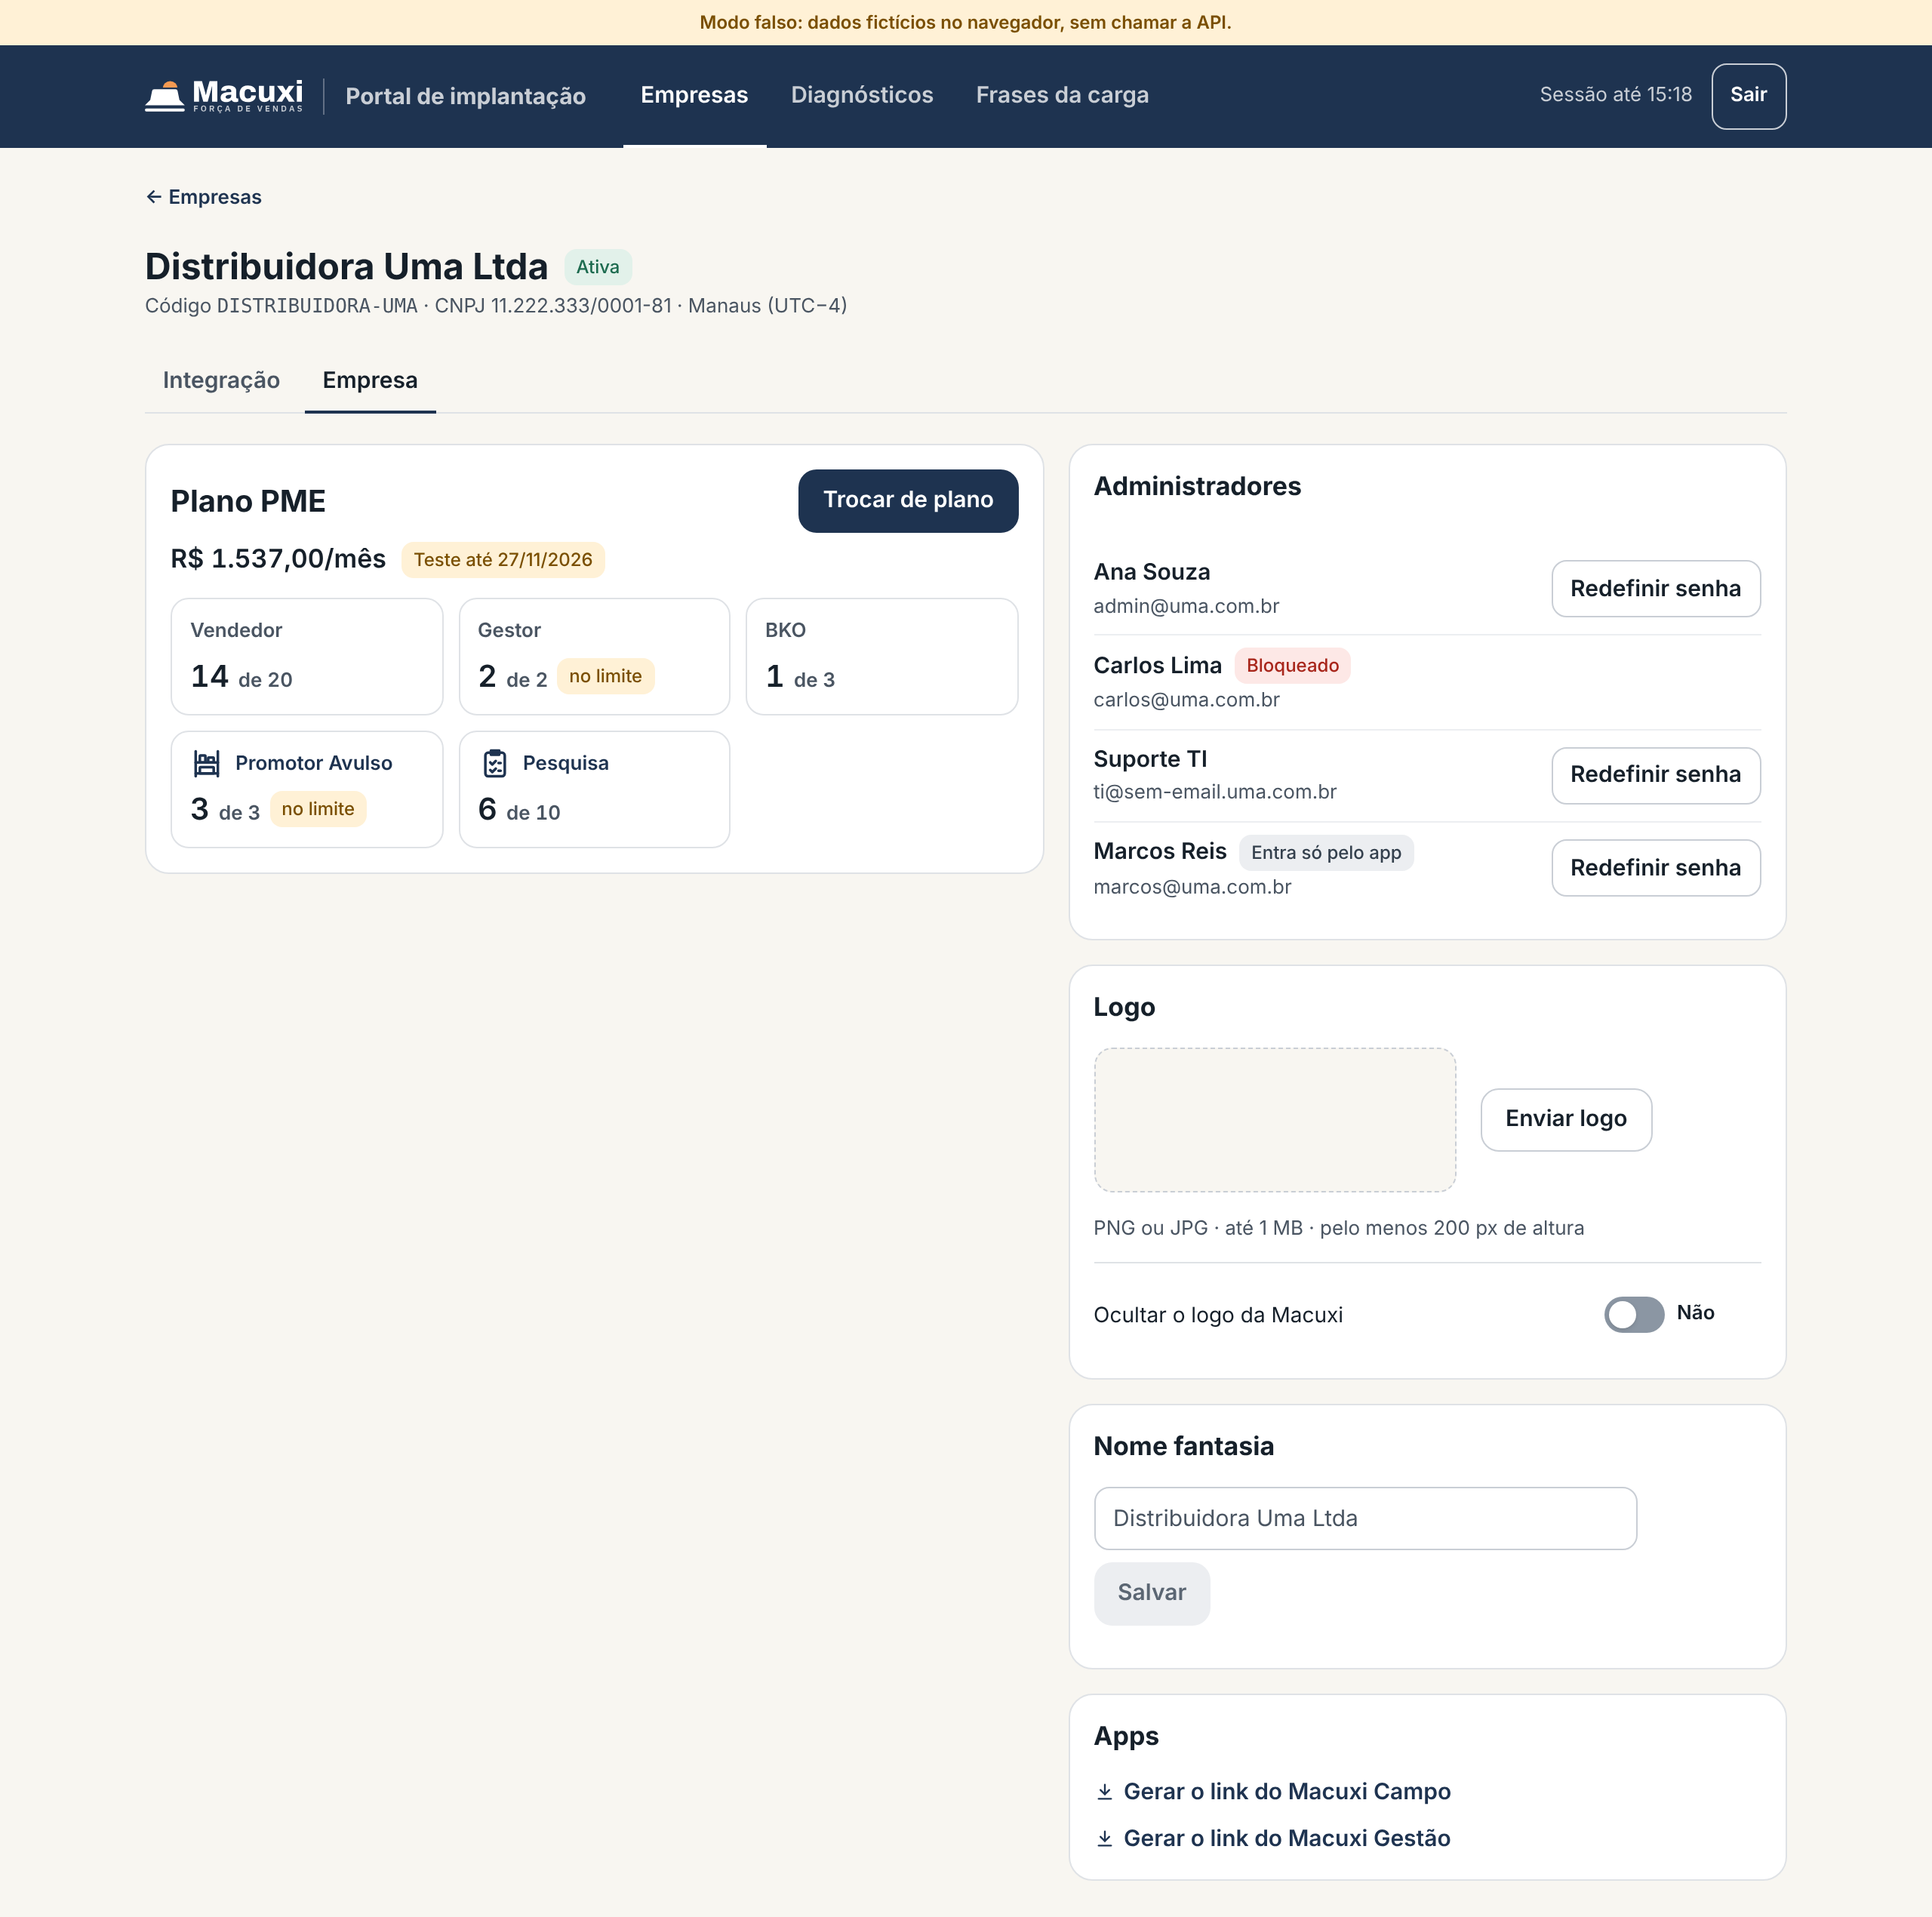 Modo falso: dados fictícios no navegador, sem chamar a API.
Macuxi
FORÇA DE VENDAS
Portal de implantação
Empresas
Diagnósticos
Frases da carga
Sessão até 15:18
Sair
← Empresas
Distribuidora Uma Ltda
Ativa
Código DISTRIBUIDORA-UMA · CNPJ 11.222.333/0001-81 · Manaus (UTC−4)
Integração
Empresa
Plano PME
Trocar de plano
R$ 1.537,00/mês
Teste até 27/11/2026
Vendedor
14 de 20
Gestor
2 de 2 no limite
BKO
1 de 3
Promotor Avulso
3 de 3 no limite
Pesquisa
6 de 10
Administradores
Ana Souza
admin@uma.com.br
Redefinir senha
Carlos Lima Bloqueado
carlos@uma.com.br
Suporte TI
ti@sem-email.uma.com.br
Redefinir senha
Marcos Reis Entra só pelo app
marcos@uma.com.br
Redefinir senha
Logo
Enviar logo
PNG ou JPG · até 1 MB · pelo menos 200 px de altura
Ocultar o logo da Macuxi
Não
Nome fantasia
Distribuidora Uma Ltda
Salvar
Apps
Gerar o link do Macuxi Campo
Gerar o link do Macuxi Gestão